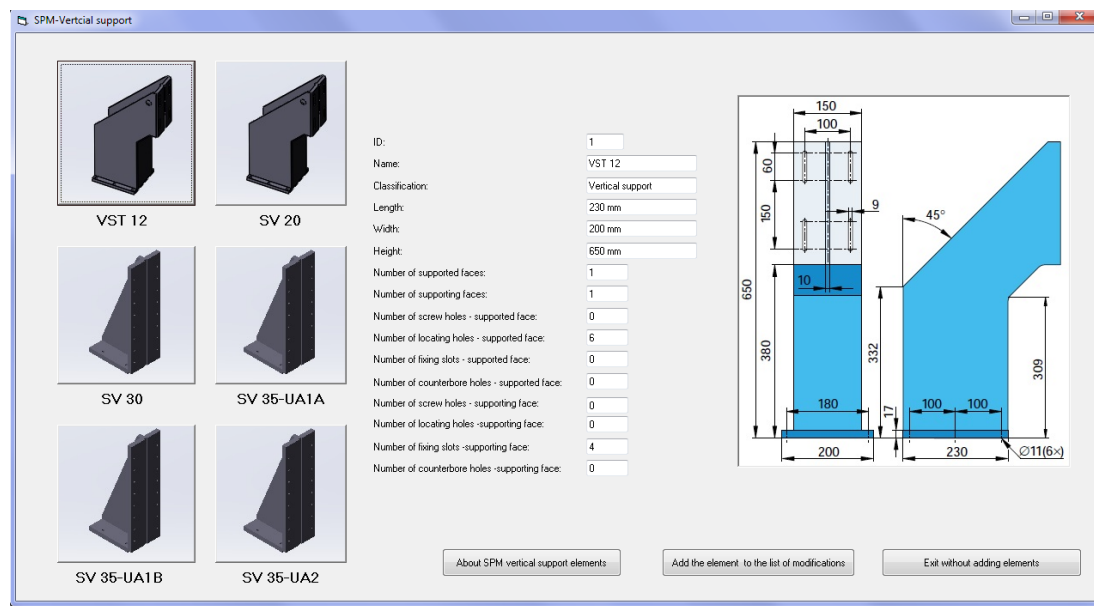 SPM-Vertcial support
VST 12
SV 20
SV 30
SV 35-UA1A
SV 35-UA1B
SV 35-UA2
ID: 1
Name: VST 12
Classification: Vertical support
Length: 230 mm
Width: 200 mm
Height: 650 mm
Number of supported faces: 1
Number of supporting faces: 1
Number of screw holes - supported face: 0
Number of locating holes - supported face: 6
Number of fixing slots - supported face: 0
Number of counterbore holes - supported face: 0
Number of screw holes - supporting face: 0
Number of locating holes -supporting face: 0
Number of fixing slots -supporting face: 4
Number of counterbore holes -supporting face: 0
150
100
60
150
9
45°
10
650
380
332
309
180
17
100
100
200
230
∅11(6×)
About SPM vertical support elements
Add the element to the list of modifications
Exit without adding elements